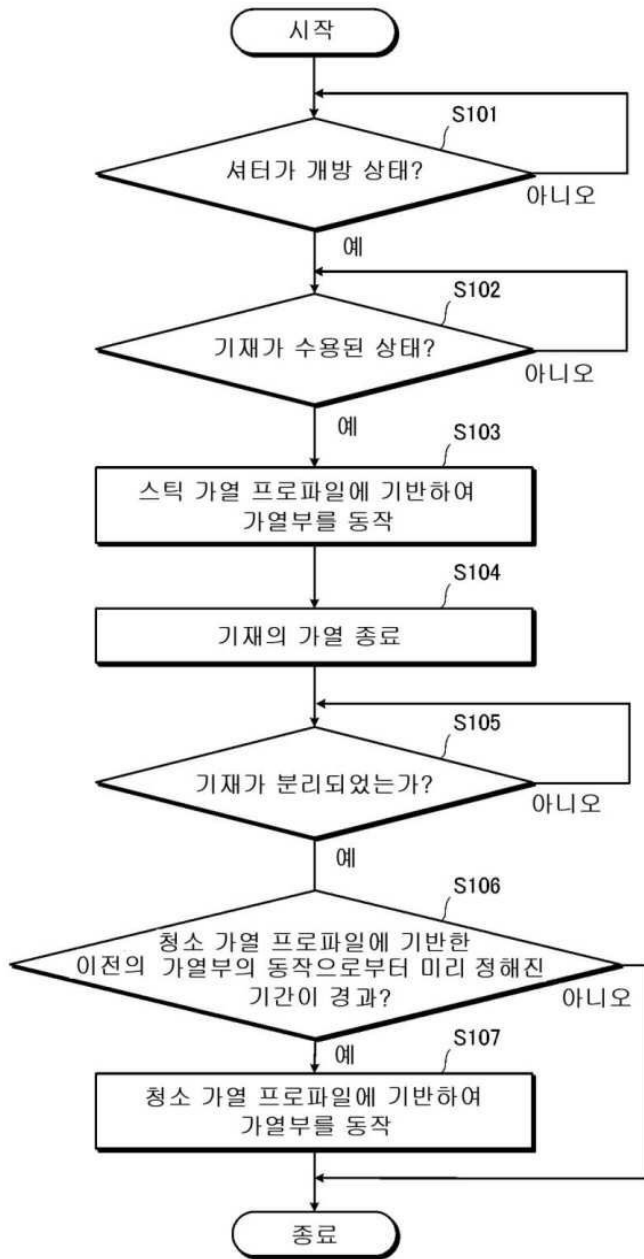 시작
S101
셔터가 개방 상태?
아니오
예
S102
기재가 수용된 상태?
아니오
예
S103
스틱 가열 프로파일에 기반하여
가열부를 동작
S104
기재의 가열 종료
S105
기재가 분리되었는가?
아니오
예
S106
청소 가열 프로파일에 기반한
이전의 가열부의 동작으로부터 미리 정해진
기간이 경과?
아니오
예
S107
청소 가열 프로파일에 기반하여
가열부를 동작
종료